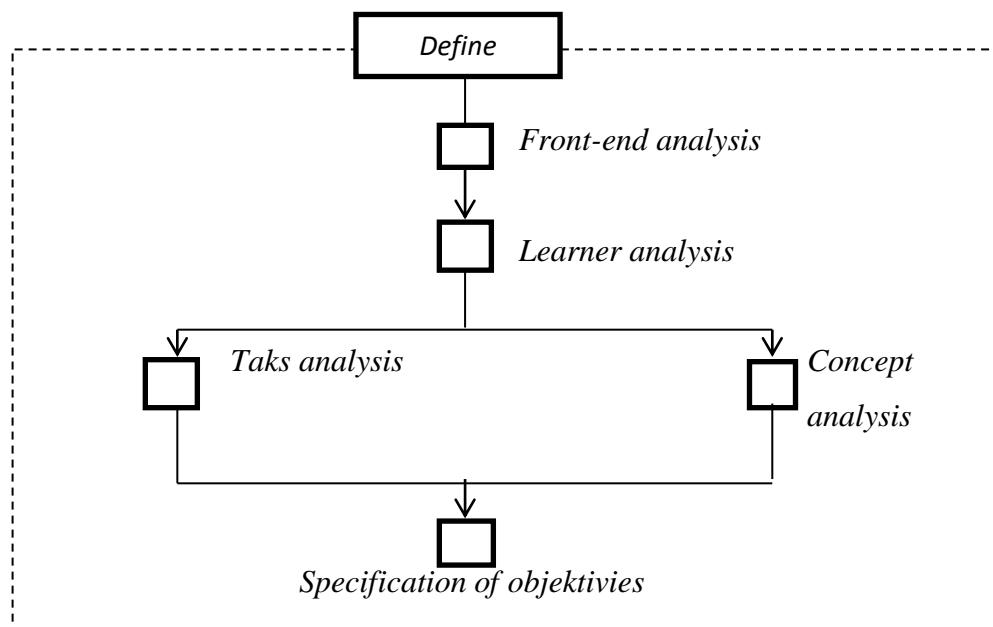 Define
Front-end analysis
Learner analysis
Taks analysis
Concept
analysis
Specification of objektivies